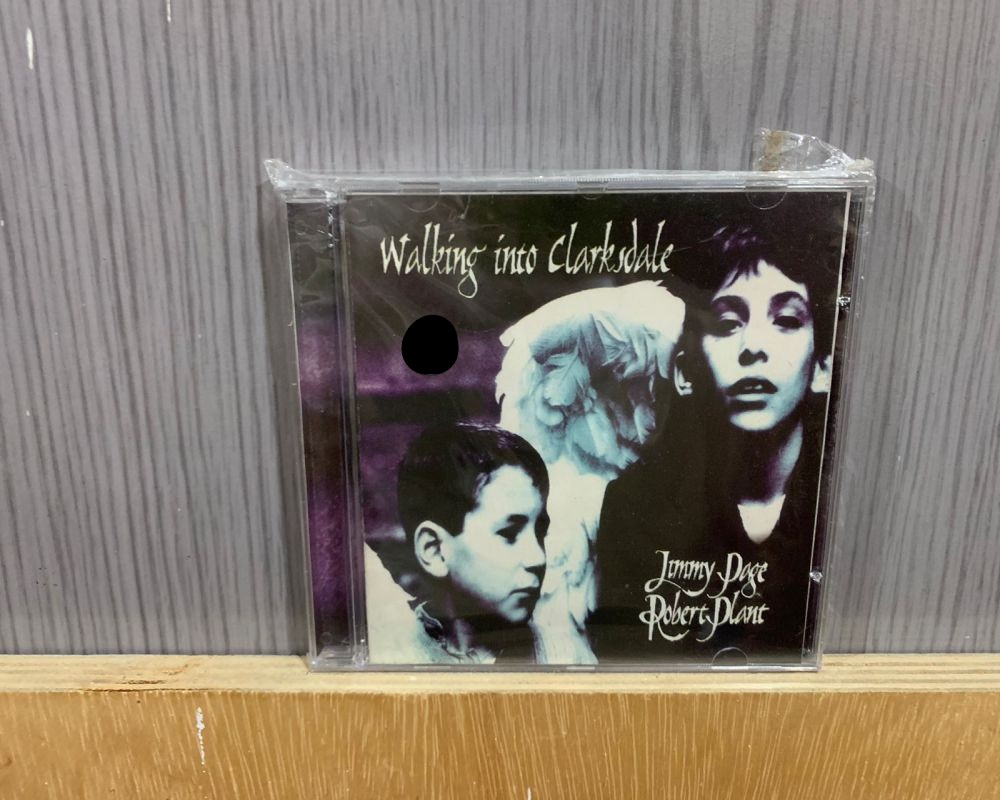 Walking into Clarksdale
Jimmy Page
Robert Plant